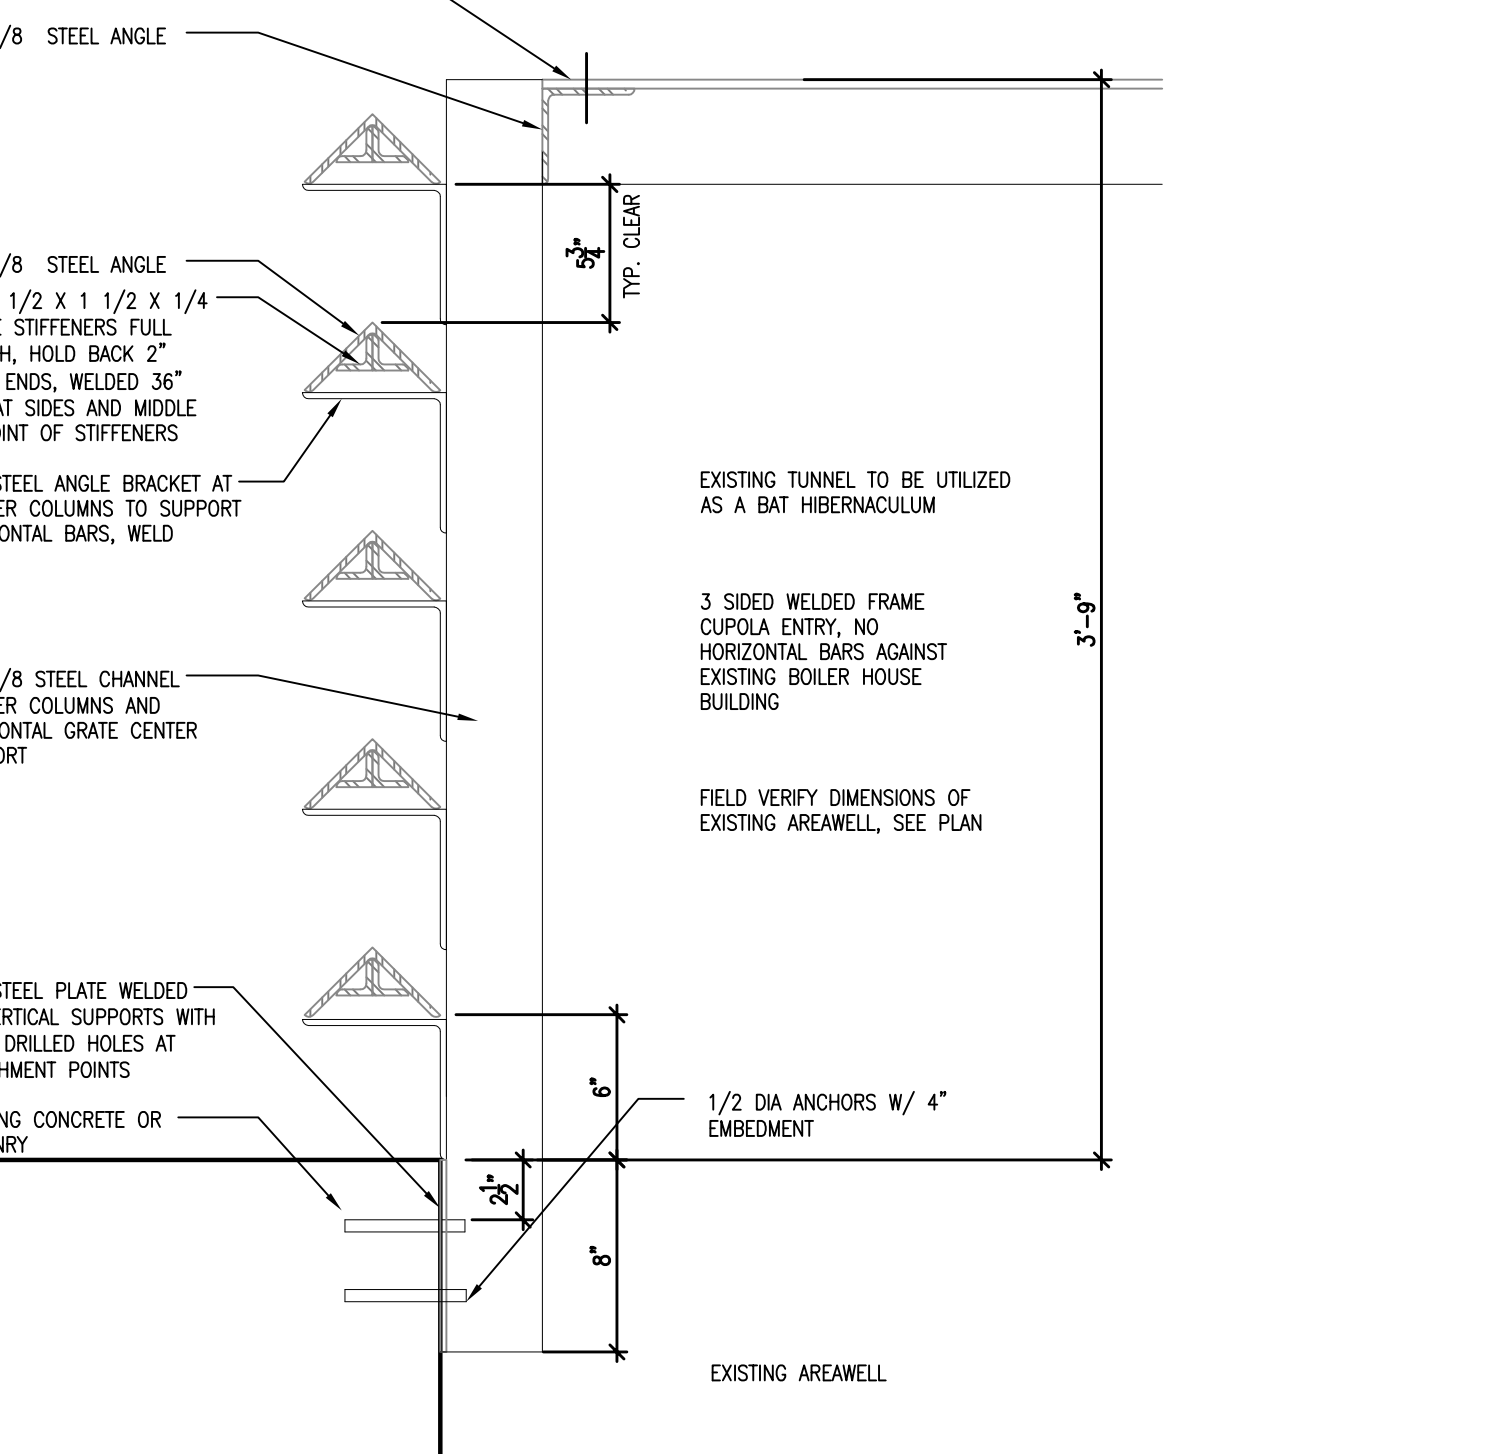 /8 STEEL ANGLE
/8 STEEL ANGLE
1/2 X 1 1/2 X 1/4
E STIFFENERS FULL
H, HOLD BACK 2"
ENDS, WELDED 36"
AT SIDES AND MIDDLE
OINT OF STIFFENERS
STEEL ANGLE BRACKET AT
ER COLUMNS TO SUPPORT
ONTAL BARS, WELD
/8 STEEL CHANNEL
ER COLUMNS AND
ONTAL GRATE CENTER
ORT
STEEL PLATE WELDED
ERTICAL SUPPORTS WITH
DRILLED HOLES AT
HMENT POINTS
NG CONCRETE OR
NRY
5 3/4"
TYP. CLEAR
EXISTING TUNNEL TO BE UTILIZED
AS A BAT HIBERNACULUM
3 SIDED WELDED FRAME
CUPOLA ENTRY, NO
HORIZONTAL BARS AGAINST
EXISTING BOILER HOUSE
BUILDING
FIELD VERIFY DIMENSIONS OF
EXISTING AREAWELL, SEE PLAN
3'-9"
6"
2 1/2"
8"
1/2 DIA ANCHORS W/ 4"
EMBEDMENT
EXISTING AREAWELL